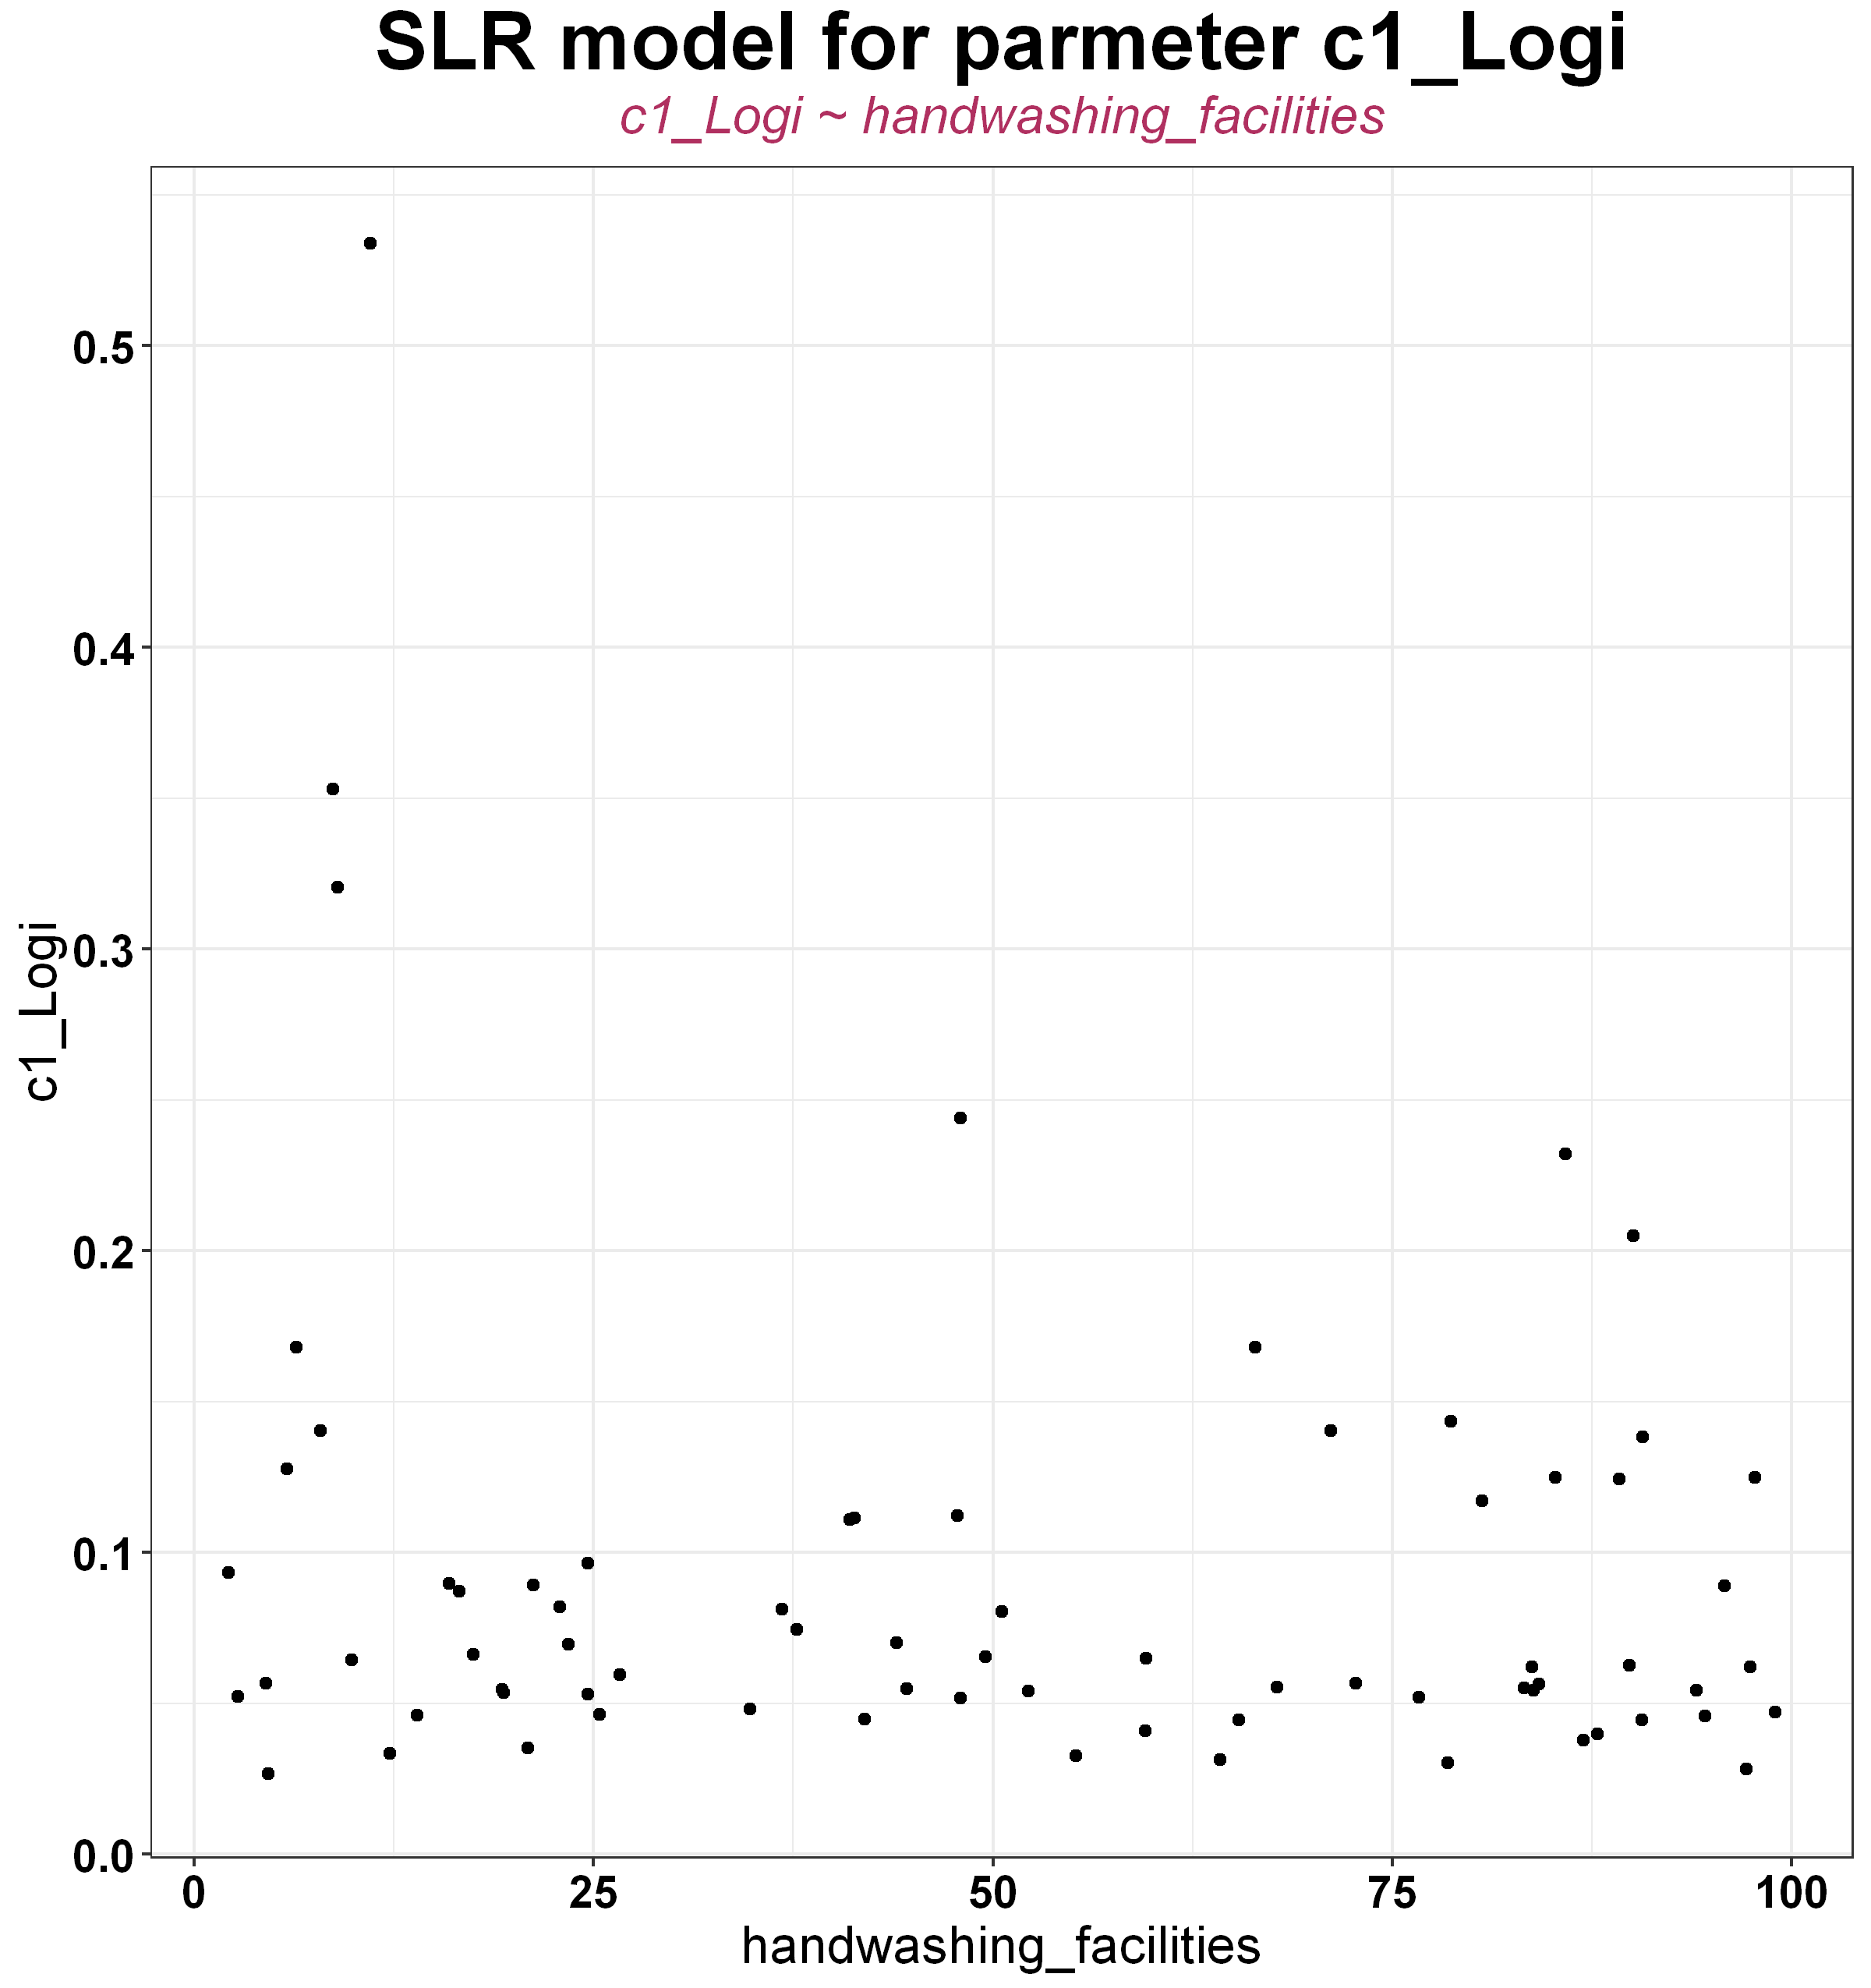 SLR model for parmeter c1_Logi
c1_Logi ~ handwashing_facilities
0.5
0.4
0.3
0.2
0.1
0.0
c1_Logi
0 25 50 75 100
handwashing_facilities